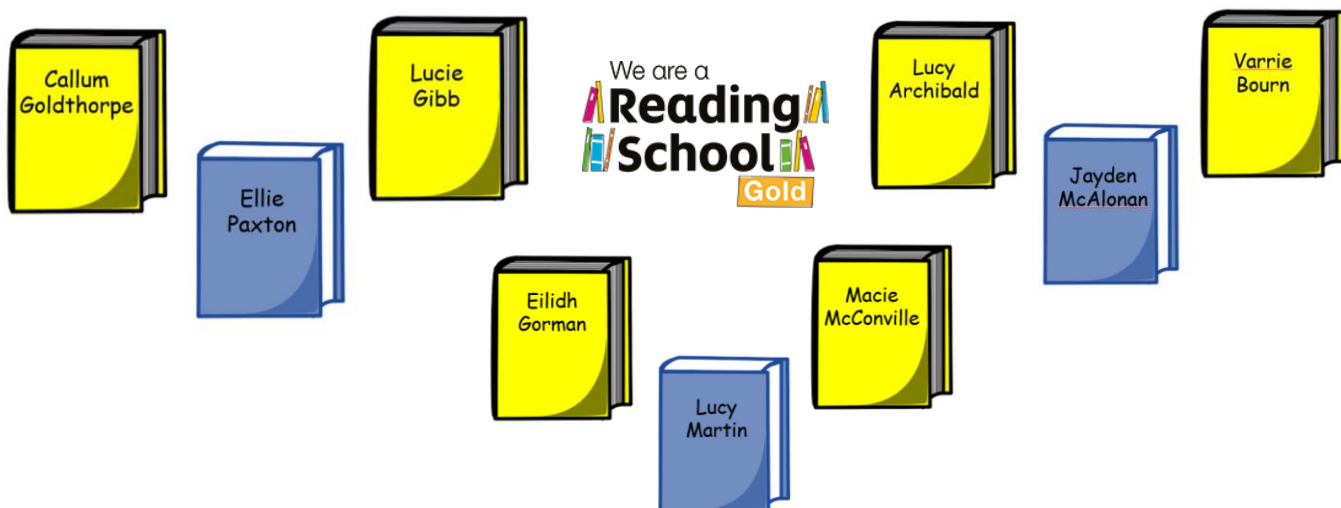 Callum
Goldthorpe
Ellie
Paxton
Lucie
Gibb
We are a
Reading
School
Gold
Lucy
Archibald
Jayden
McAlonan
Varrie
Bourn
Eilidh
Gorman
Lucy
Martin
Macie
McConville